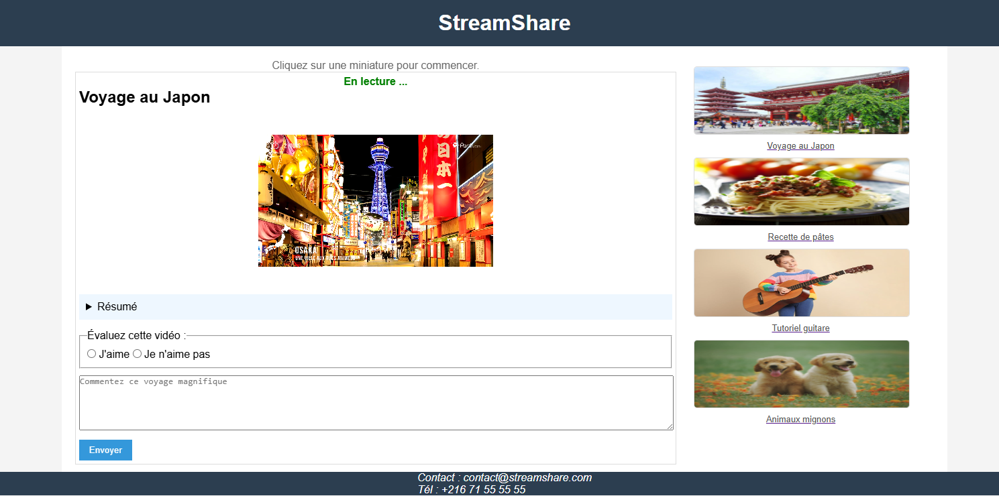 StreamShare
Cliquez sur une miniature pour commencer.
En lecture ...
Voyage au Japon
日本一
OSAKA
UNE VILLE AUX RUES ANIMÉES
Résumé
Évaluez cette vidéo :
J'aime Je n'aime pas
Commentez ce voyage magnifique
Envoyer
Voyage au Japon
Recette de pâtes
Tutoriel guitare
Animaux mignons
Contact : contact@streamshare.com
Tél : +216 71 55 55 55